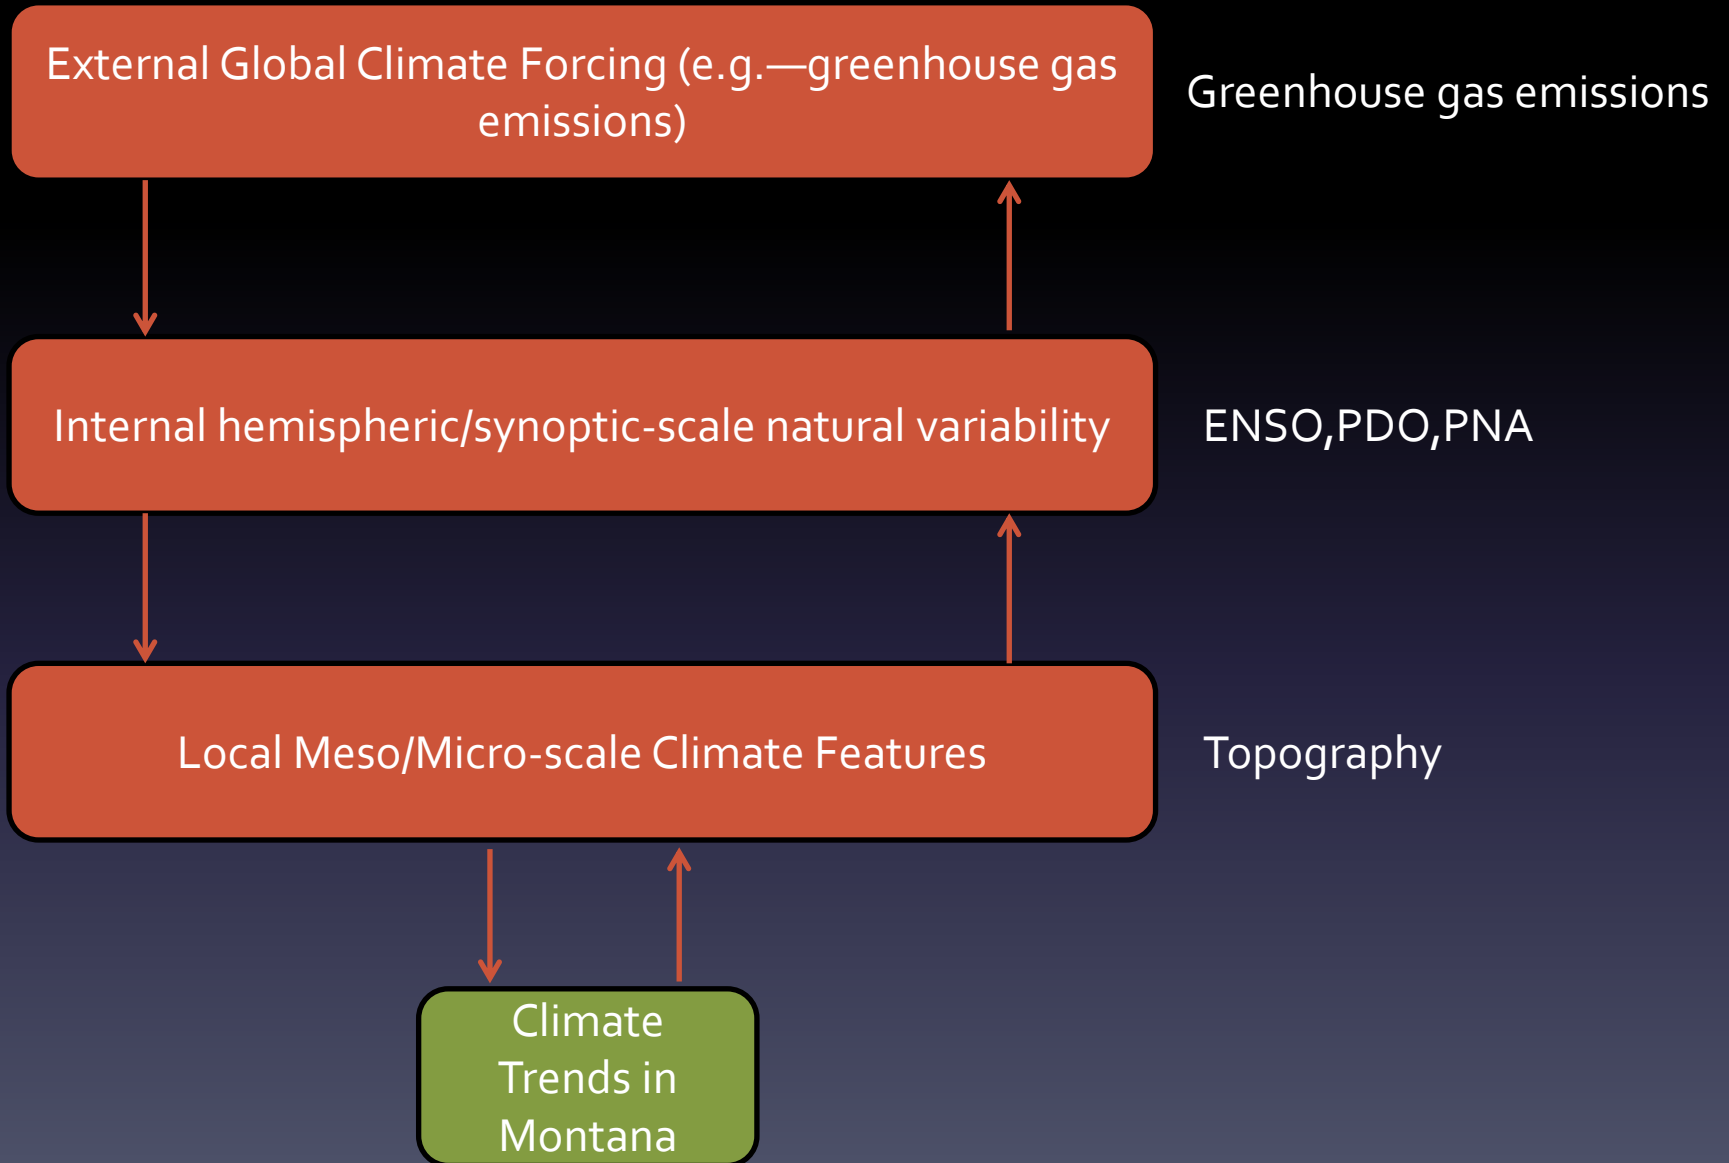 External Global Climate Forcing (e.g.—greenhouse gas
emissions)
Greenhouse gas emissions
Internal hemispheric/synoptic-scale natural variability
ENSO,PDO,PNA
Local Meso/Micro-scale Climate Features
Topography
Climate
Trends in
Montana